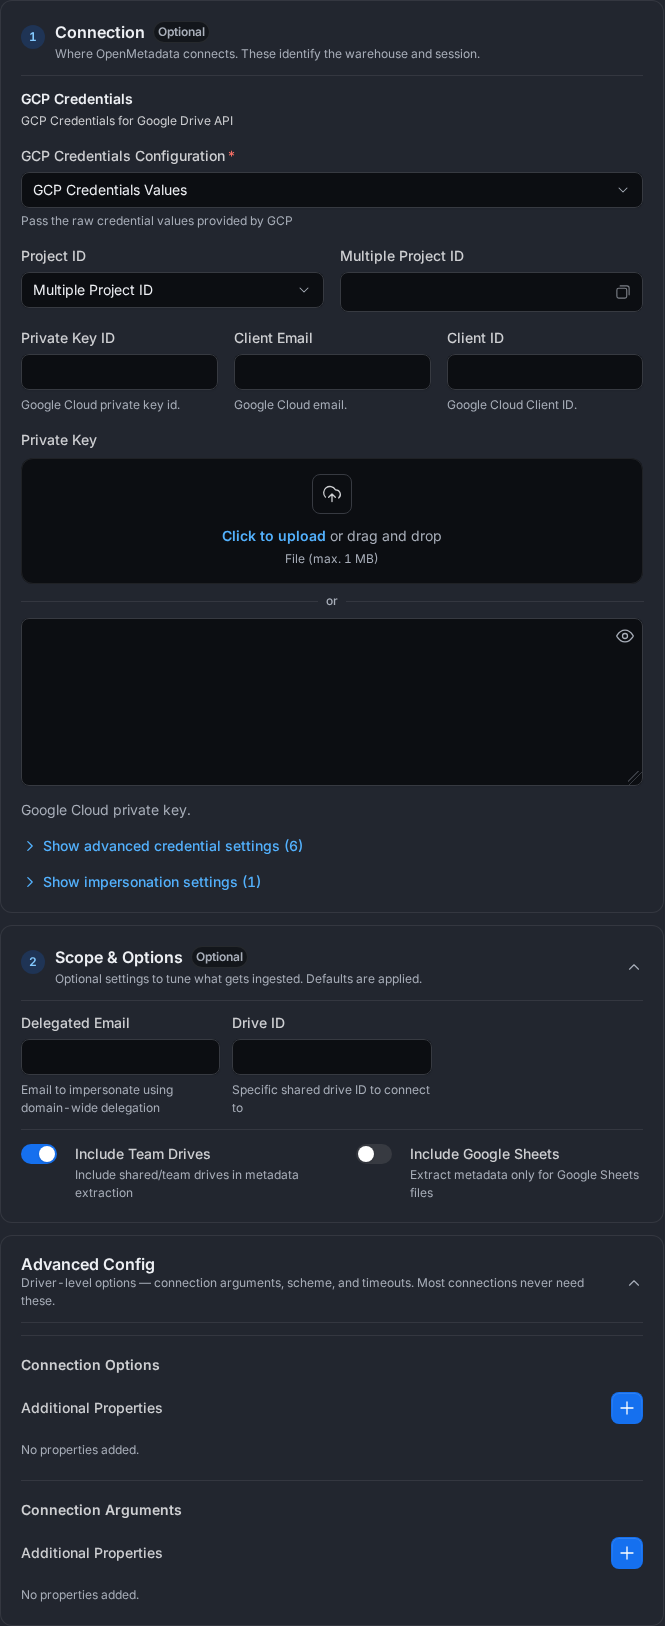 1 Connection Optional
Where OpenMetadata connects. These identify the warehouse and session.
GCP Credentials
GCP Credentials for Google Drive API
GCP Credentials Configuration *
GCP Credentials Values
Pass the raw credential values provided by GCP
Project ID Multiple Project ID
Multiple Project ID
Private Key ID Client Email Client ID
Google Cloud private key id. Google Cloud email. Google Cloud Client ID.
Private Key
Click to upload or drag and drop
File (max. 1 MB)
or
Google Cloud private key.
Show advanced credential settings (6)
Show impersonation settings (1)
2 Scope & Options Optional
Optional settings to tune what gets ingested. Defaults are applied.
Delegated Email Drive ID
Email to impersonate using Specific shared drive ID to connect
domain-wide delegation to
Include Team Drives Include Google Sheets
Include shared/team drives in metadata Extract metadata only for Google Sheets
extraction files
Advanced Config
Driver-level options — connection arguments, scheme, and timeouts. Most connections never need
these.
Connection Options
Additional Properties
No properties added.
Connection Arguments
Additional Properties
No properties added.